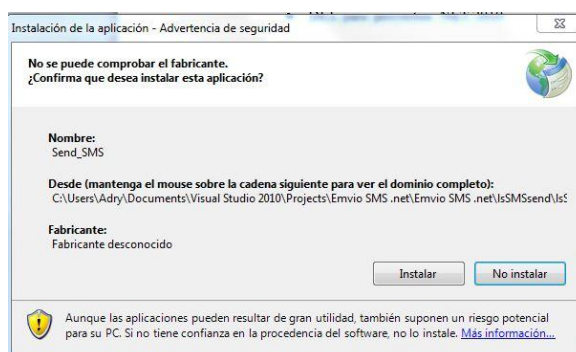 Instalación de la aplicación - Advertencia de seguridad
No se puede comprobar el fabricante.
¿Confirma que desea instalar esta aplicación?
Nombre:
Send_SMS
Desde (mantenga el mouse sobre la cadena siguiente para ver el dominio completo):
C:\Users\Adry\Documents\Visual Studio 2010\Projects\Emvio SMS .net\Emvio SMS .net\IsSMSsend\IsS
Fabricante:
Fabricante desconocido
Instalar
No instalar
Aunque las aplicaciones pueden resultar de gran utilidad, también suponen un riesgo potencial
para su PC. Si no tiene confianza en la procedencia del software, no lo instale. Más información...